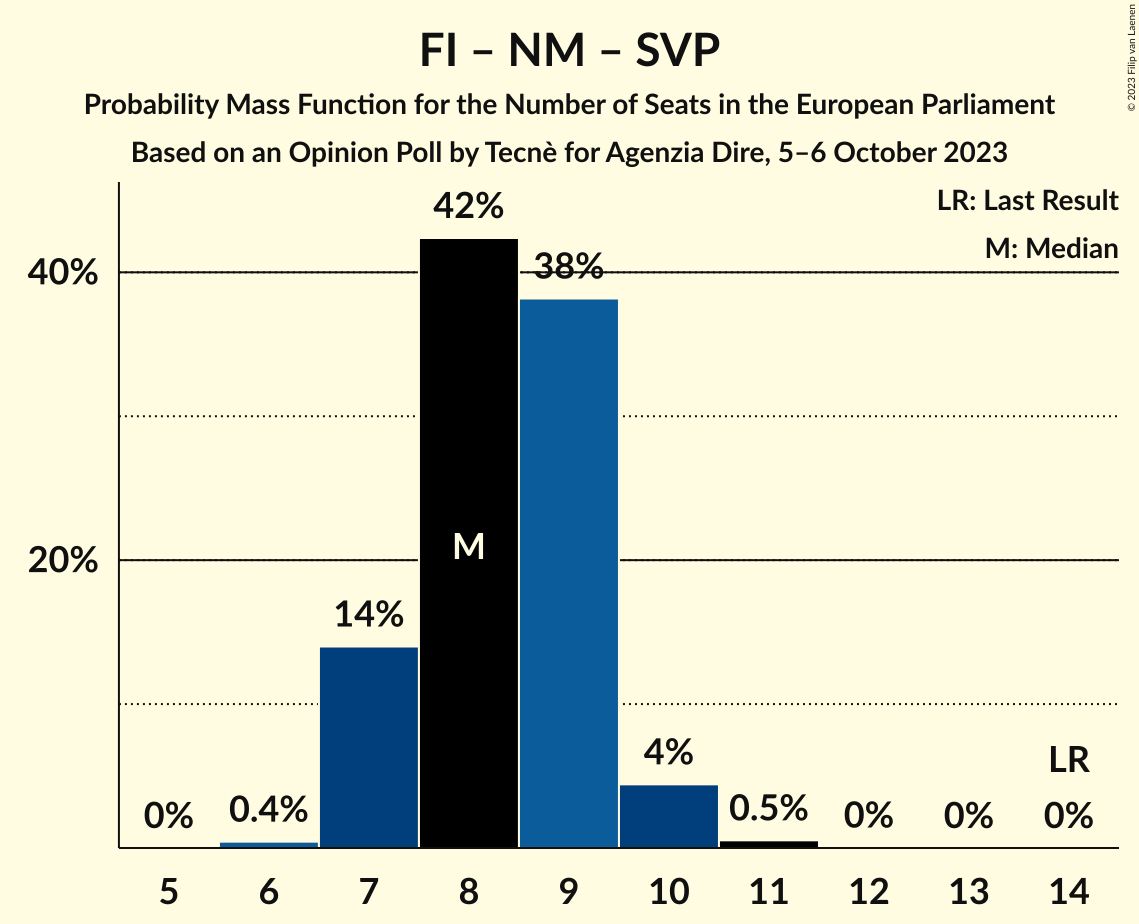 FI – NM – SVP
Probability Mass Function for the Number of Seats in the European Parliament
Based on an Opinion Poll by Tecnè for Agenzia Dire, 5–6 October 2023
© 2023 Filip van Laenen
LR: Last Result
M: Median
40%
20%
0%
0.4%
14%
42%
M
38%
4%
0.5%
0%
0%
LR
0%
5 6 7 8 9 10 11 12 13 14